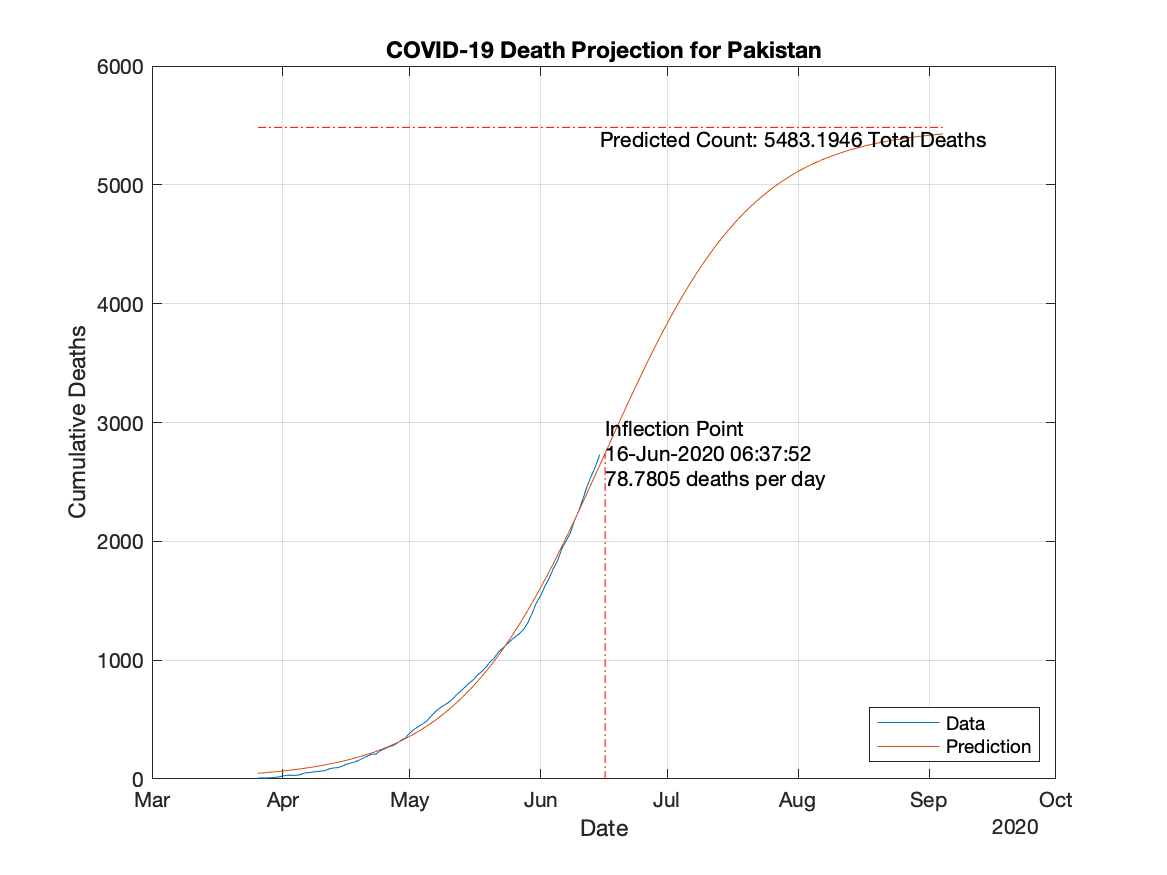 COVID-19 Death Projection for Pakistan
6000
5000
4000
3000
2000
1000
0
Cumulative Deaths
Predicted Count: 5483.1946 Total Deaths
Inflection Point
16-Jun-2020 06:37:52
78.7805 deaths per day
Data
Prediction
Mar Apr May Jun Jul Aug Sep Oct
Date
2020